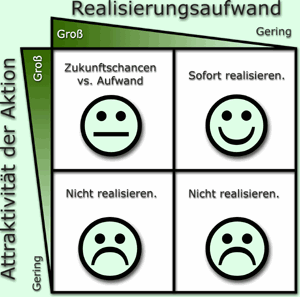 Realisierungsaufwand
Groß
Gering
Attraktivität der Aktion
Groß
Gering
Zukunftschancen
vs. Aufwand
Sofort realisieren.
Nicht realisieren.
Nicht realisieren.